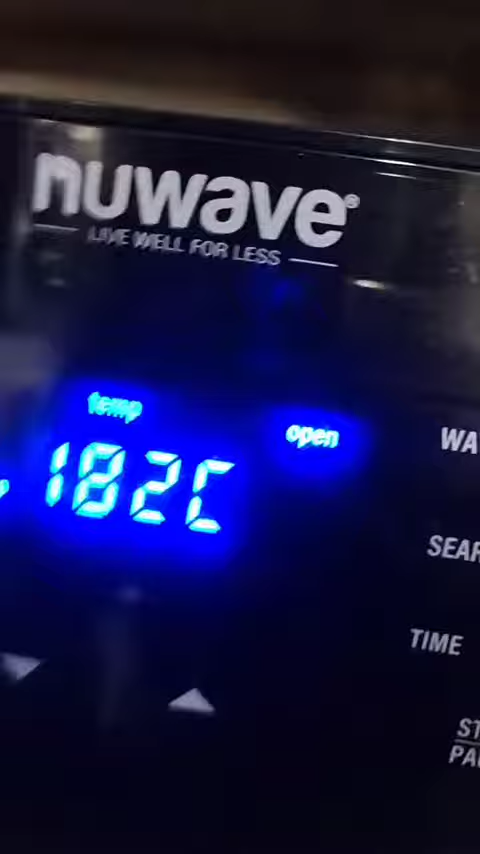 nuwave®
LIVE WELL FOR LESS
temp
open
182C
WA
SEAR
TIME
ST
PA